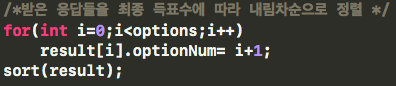 /*받은 응답들을 최종 득표수에 따라 내림차순으로 정렬 */
for(int i=0;i<options;i++)
    result[i].optionNum= i+1;
sort(result);